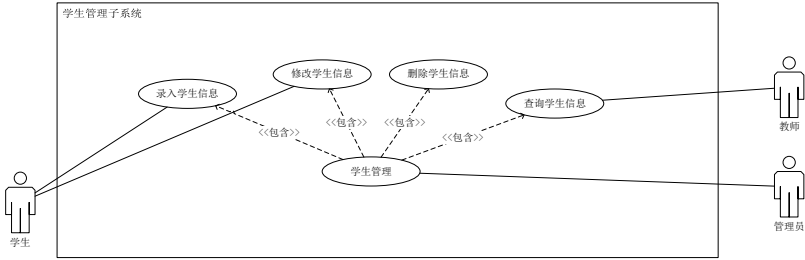 学生管理子系统
录入学生信息
修改学生信息
删除学生信息
查询学生信息
<<包含>>
<<包含>>
<<包含>>
<<包含>>
学生管理
学生
教师
管理员